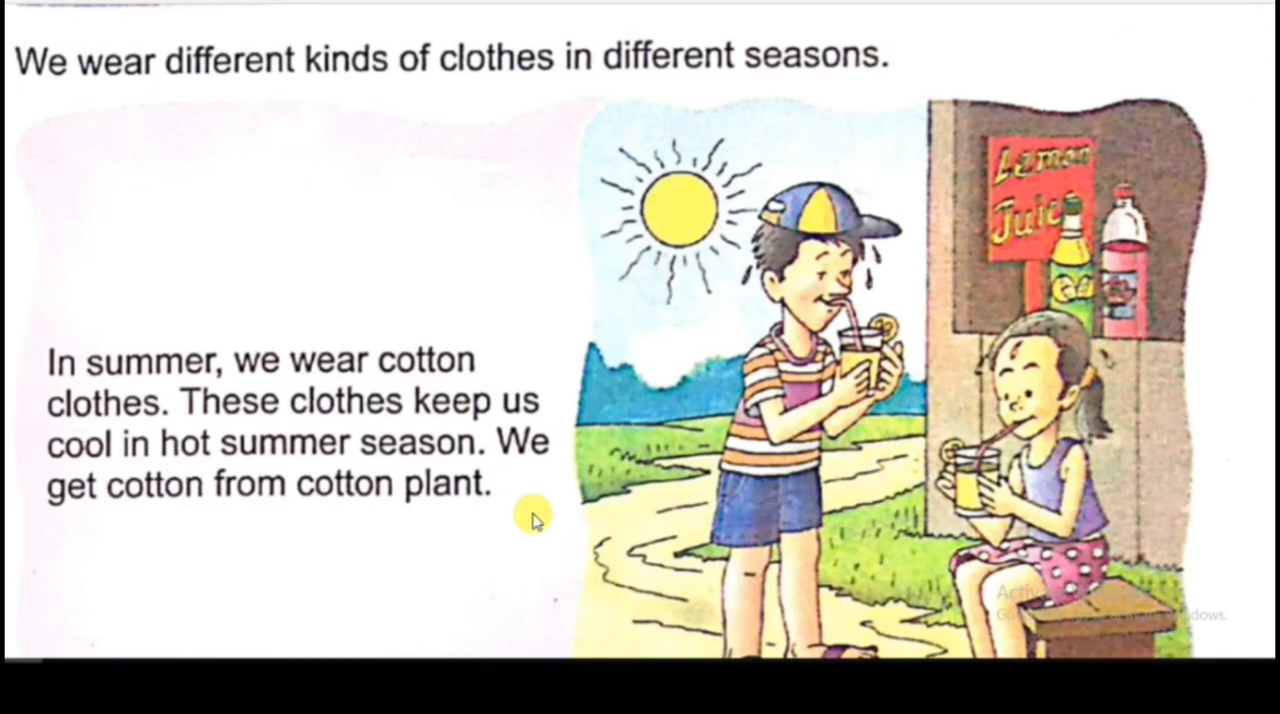 We wear different kinds of clothes in different seasons.
Lemon
Juice
In summer, we wear cotton
clothes. These clothes keep us
cool in hot summer season. We
get cotton from cotton plant.